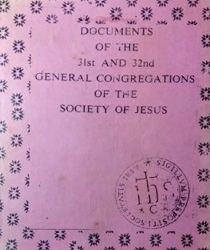 DOCUMENTS
OF THE
31st AND 32nd
GENERAL CONGREGATIONS
OF THE
SOCIETY OF JESUS
ihs